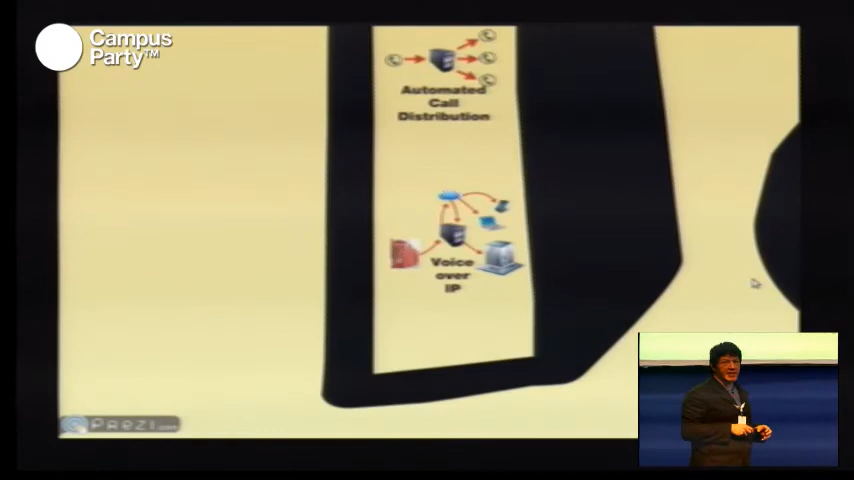 Campus
Party™
Automated
Call
Distribution
Voice
over
IP
PREZI.com